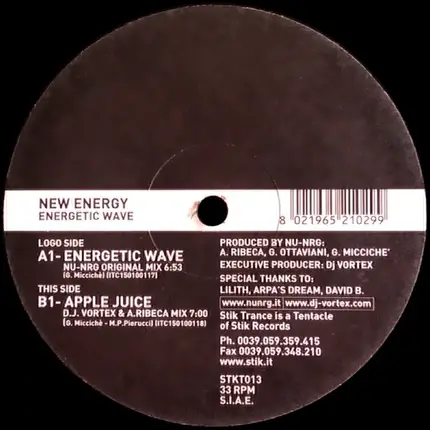 NEW ENERGY
ENERGETIC WAVE
8 021965 210299
LOGO SIDE
A1- ENERGETIC WAVE
NU-NRG ORIGINAL MIX 6:53
(G. Miccichè) (ITC150100117)
THIS SIDE
B1- APPLE JUICE
D.J. VORTEX & A.RIBECA MIX 7:00
(G. Miccichè - M.P.Pierucci) (ITC150100118)
PRODUCED BY NU-NRG:
A. RIBECA, G. OTTAVIANI, G. MICCICHE'
EXECUTIVE PRODUCER: Dj VORTEX
SPECIAL THANKS TO:
LILITH, ARPA'S DREAM, DAVID B.
www.nunrg.it www.dj-vortex.com
Stik Trance is a Tentacle
of Stik Records
Ph. 0039.059.359.415
Fax 0039.059.348.210
www.stik.it
STKT013
33 RPM
S.I.A.E.